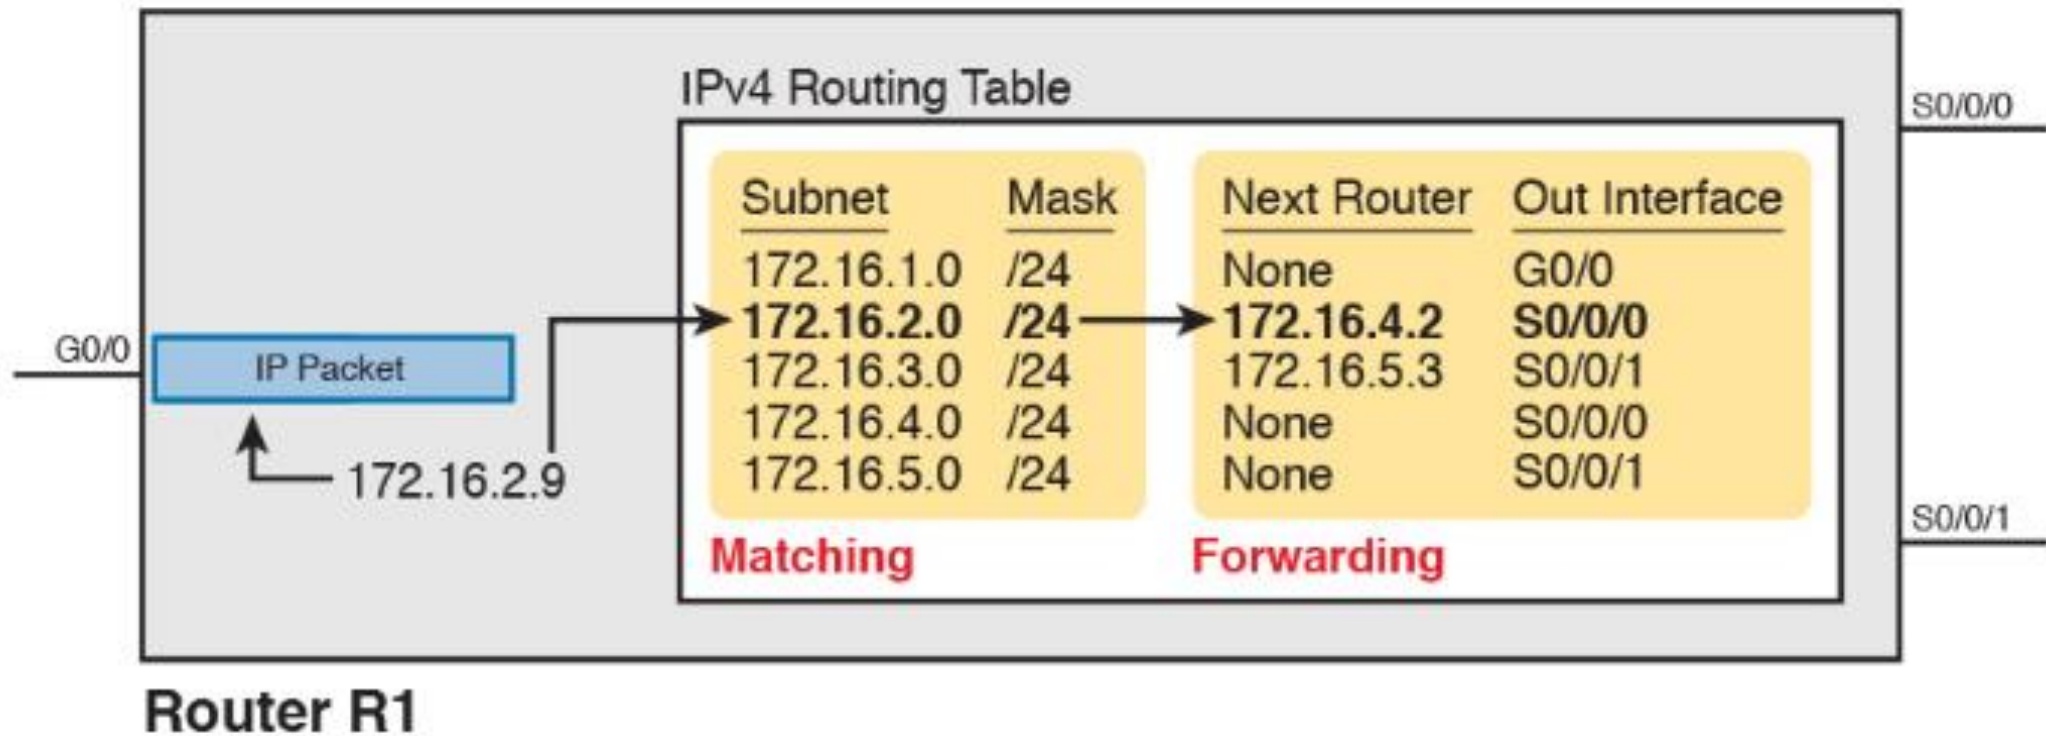 IPv4 Routing Table
S0/0/0
Subnet Mask Next Router Out Interface
172.16.1.0 /24 None G0/0
172.16.2.0 /24 172.16.4.2 S0/0/0
G0/0
IP Packet
172.16.3.0 /24 172.16.5.3 S0/0/1
172.16.4.0 /24 None S0/0/0
172.16.5.0 /24 None S0/0/1
172.16.2.9
S0/0/1
Matching Forwarding
Router R1